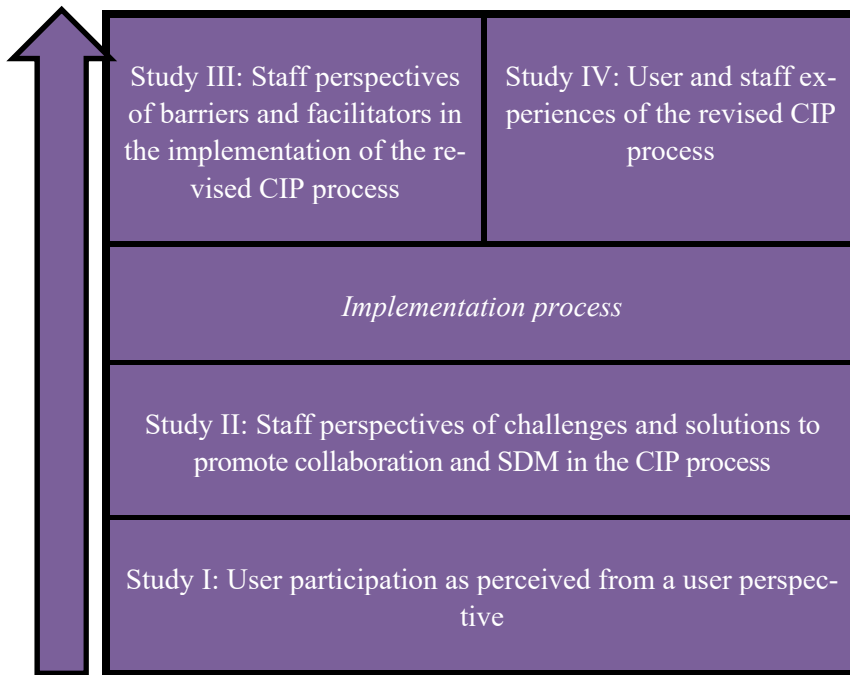 Study III: Staff perspectives
of barriers and facilitators in
the implementation of the re-
vised CIP process
Study IV: User and staff ex-
periences of the revised CIP
process
Implementation process
Study II: Staff perspectives of challenges and solutions to
promote collaboration and SDM in the CIP process
Study I: User participation as perceived from a user perspec-
tive